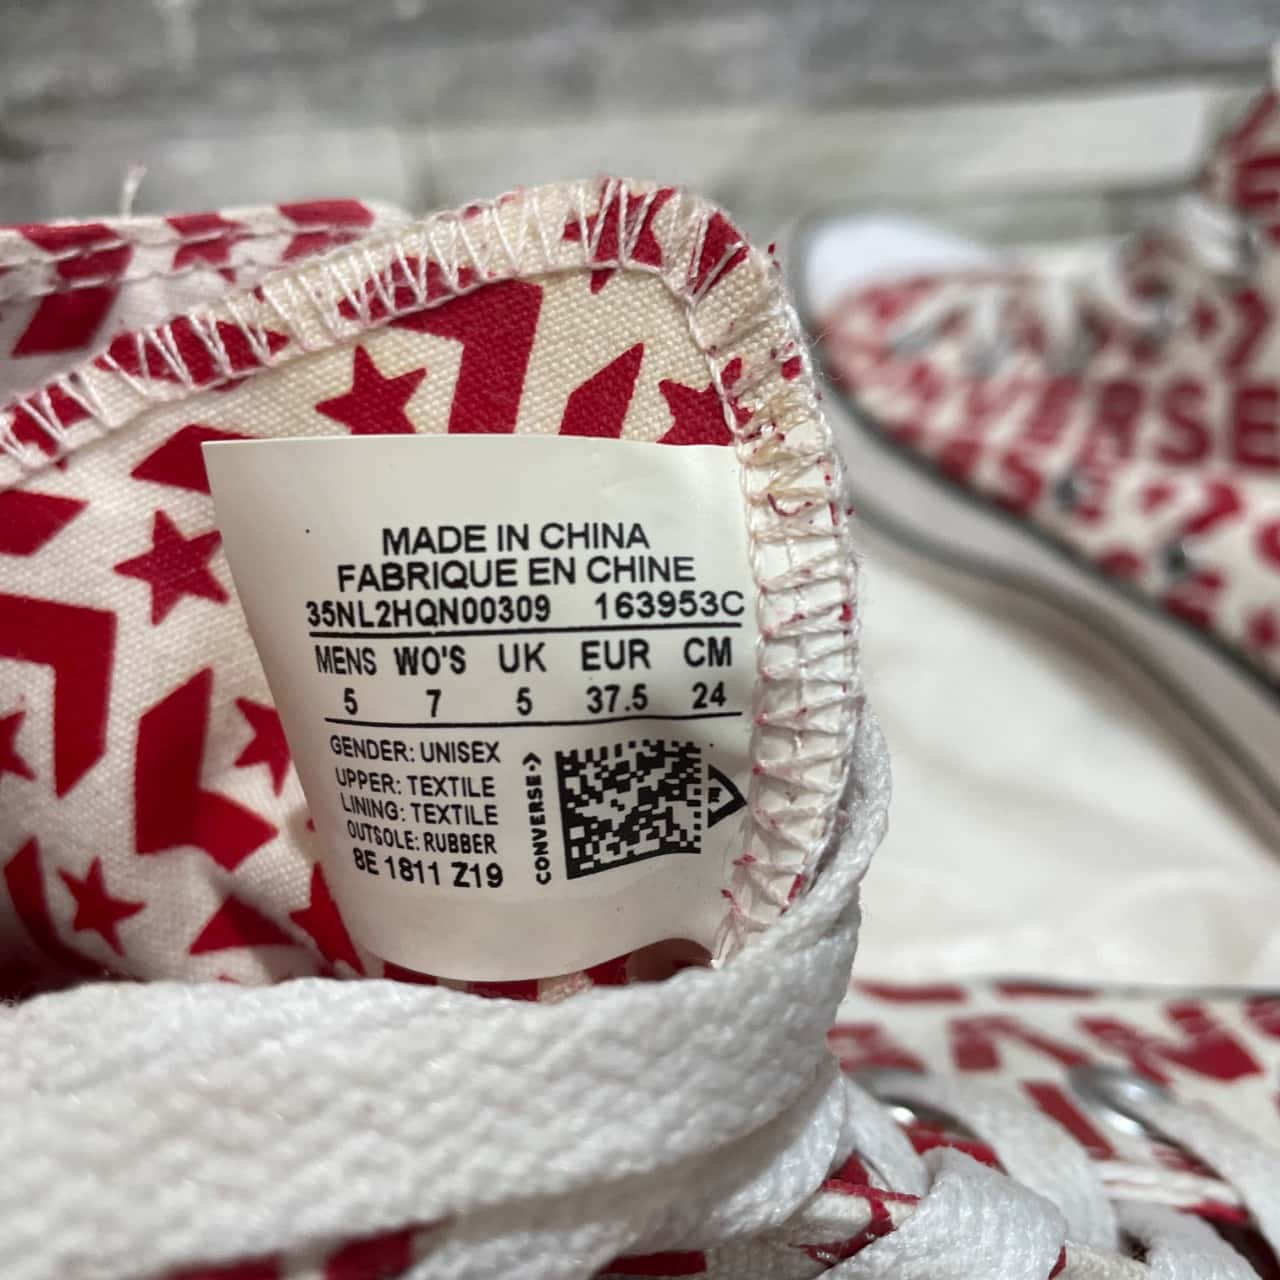 MADE IN CHINA
FABRIQUE EN CHINE
35NL2HQN00309 163953C
MENS WO'S UK EUR CM
5 7 5 37.5 24
GENDER: UNISEX
UPPER: TEXTILE
LINING: TEXTILE
OUTSOLE: RUBBER
8E 1811 Z19
CONVERSE
CONVERSE